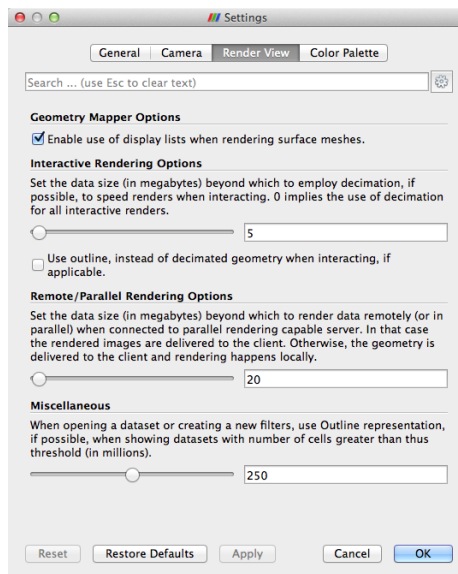 Settings
General Camera Render View Color Palette
Search ... (use Esc to clear text)
Geometry Mapper Options
Enable use of display lists when rendering surface meshes.
Interactive Rendering Options
Set the data size (in megabytes) beyond which to employ decimation, if
possible, to speed renders when interacting. 0 implies the use of decimation
for all interactive renders.
5
Use outline, instead of decimated geometry when interacting, if
applicable.
Remote/Parallel Rendering Options
Set the data size (in megabytes) beyond which to render data remotely (or in
parallel) when connected to parallel rendering capable server. In that case
the rendered images are delivered to the client. Otherwise, the geometry is
delivered to the client and rendering happens locally.
20
Miscellaneous
When opening a dataset or creating a new filters, use Outline representation,
if possible, when showing datasets with number of cells greater than thus
threshold (in millions).
250
Reset Restore Defaults Apply Cancel OK